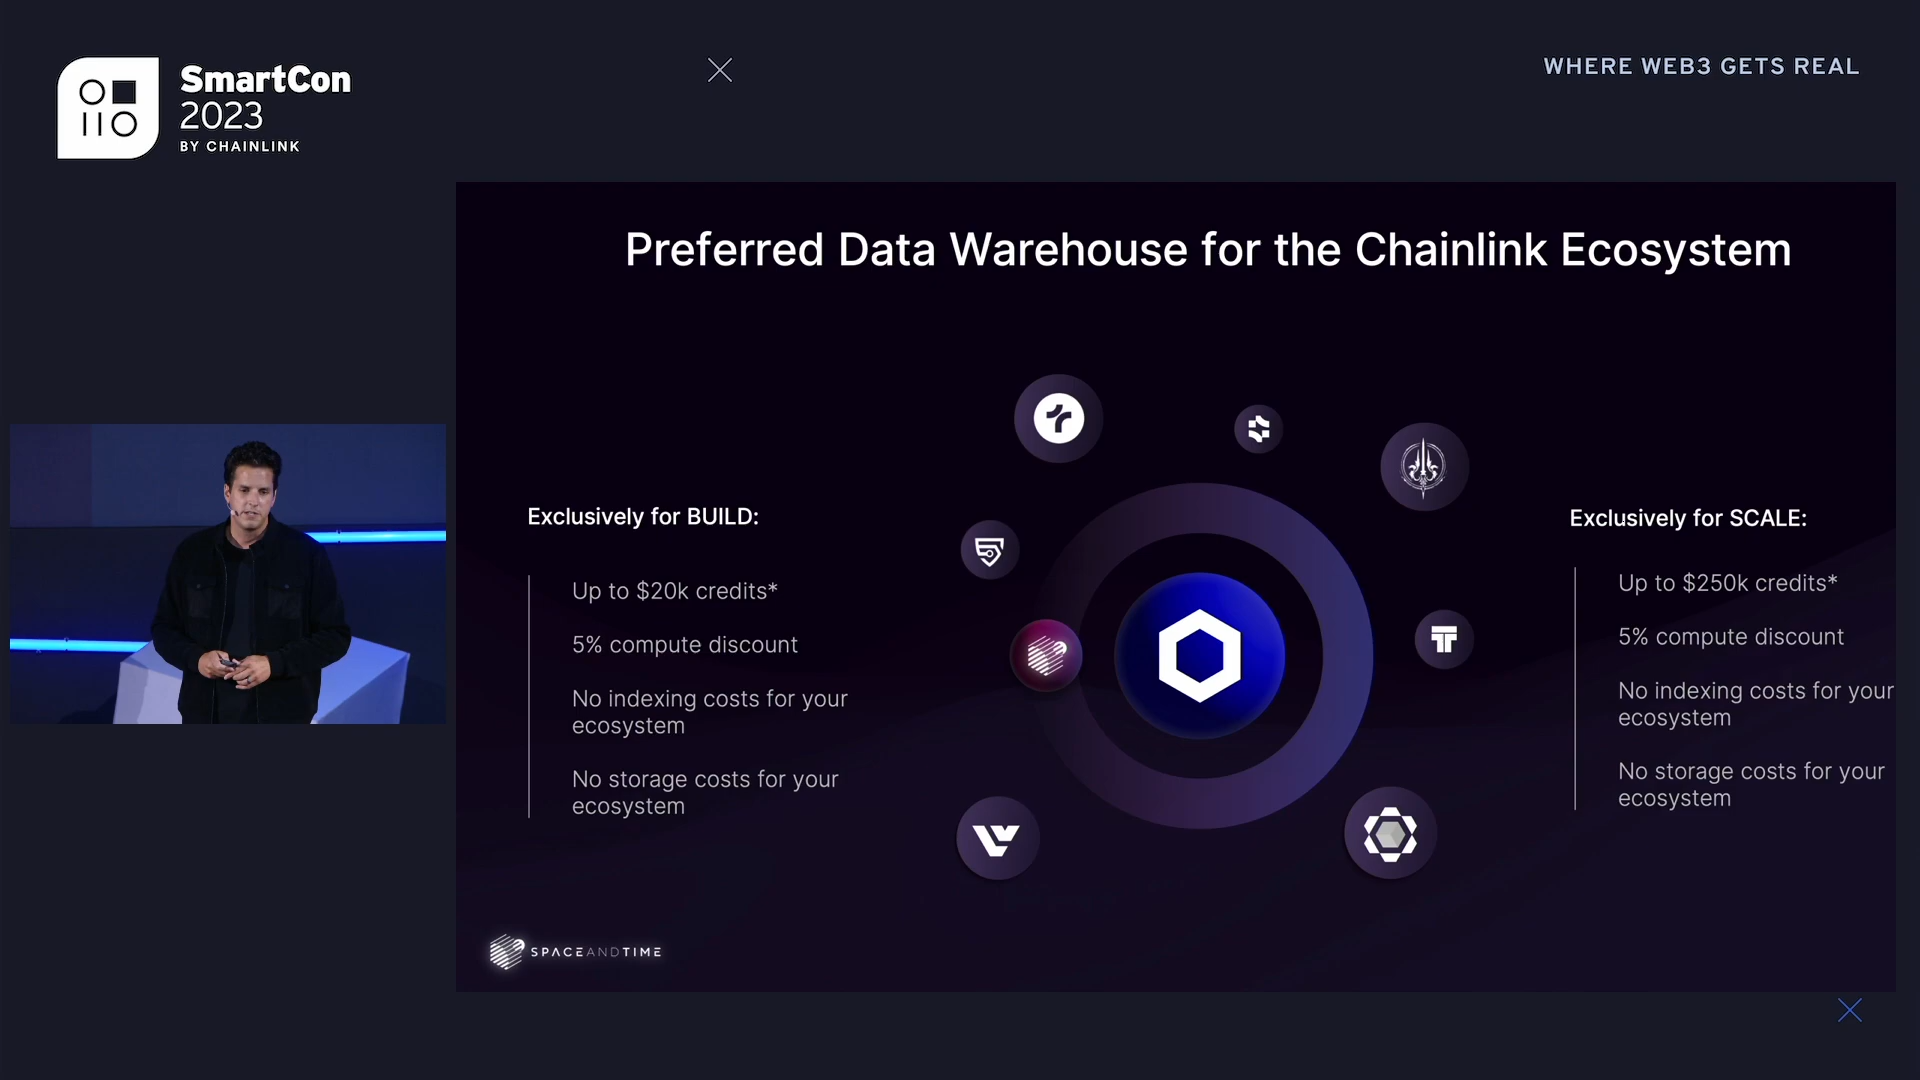 SmartCon
2023
BY CHAINLINK
WHERE WEB3 GETS REAL
Preferred Data Warehouse for the Chainlink Ecosystem
Exclusively for BUILD:
Up to $20k credits*
5% compute discount
No indexing costs for your
ecosystem
No storage costs for your
ecosystem
Exclusively for SCALE:
Up to $250k credits*
5% compute discount
No indexing costs for your
ecosystem
No storage costs for your
ecosystem
SPACEANDTIME